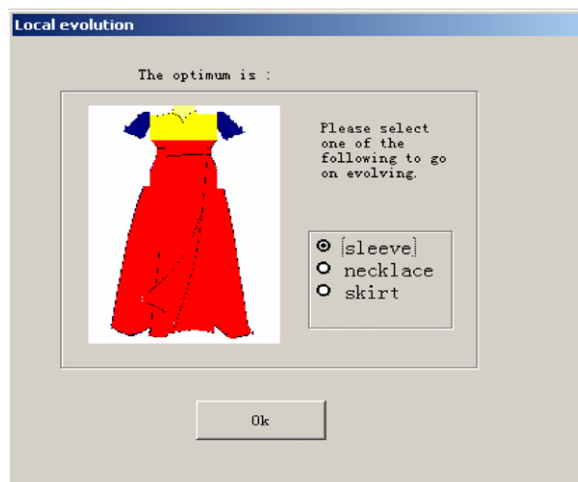 Local evolution
The optimum is :
Please select
one of the
following to go
on evolving.
sleeve
necklace
skirt
Ok